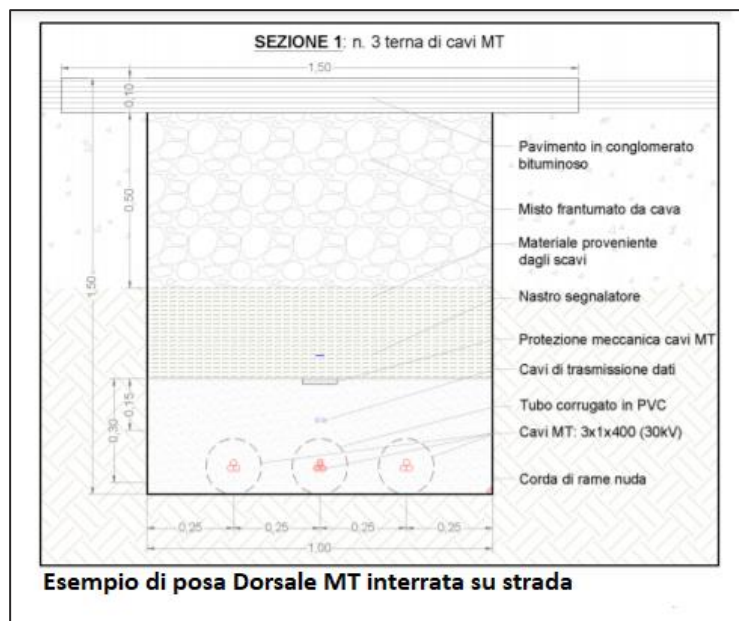 SEZIONE 1: n. 3 terna di cavi MT
1,50
0,10
Pavimento in conglomerato
bituminoso
0,50
Misto frantumato da cava
Materiale proveniente
dagli scavi
1,50
Nastro segnalatore
Protezione meccanica cavi MT
Cavi di trasmissione dati
0,15
0,30
Tubo corrugato in PVC
Cavi MT: 3x1x400 (30kV)
Corda di rame nuda
0,25 0,25 0,25 0,25
1,00
Esempio di posa Dorsale MT interrata su strada